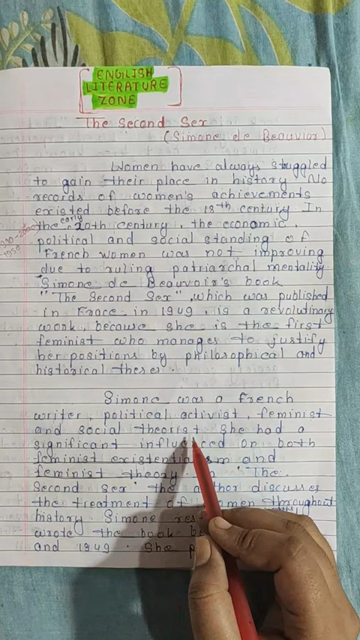 ENGLISH
LITERATURE
ZONE
The Second Sex
(Simone de Beauvoir)
Women have always struggled
to gain their place in history. No
records of women's achievements
existed before the 18th century. In
the early 20th century, the economic
political and social standing of
French women was not improving
due to ruling patriarchal mentality
Simone de Beauvoir's book
"The Second Sex", which was published
in France in 1949, is a revolutionary
work, because she is the first
feminist who manages to justify
her positions by philosophical and
historical theses
Simone was a French
writer, political activist, feminist
and social theorist. She had a
significant influenced on both
feminist and
feminist theory. In "The
Second Sex" the discusses
the treatment of women throughout
history. Simone
wrote the book
and 1949. She